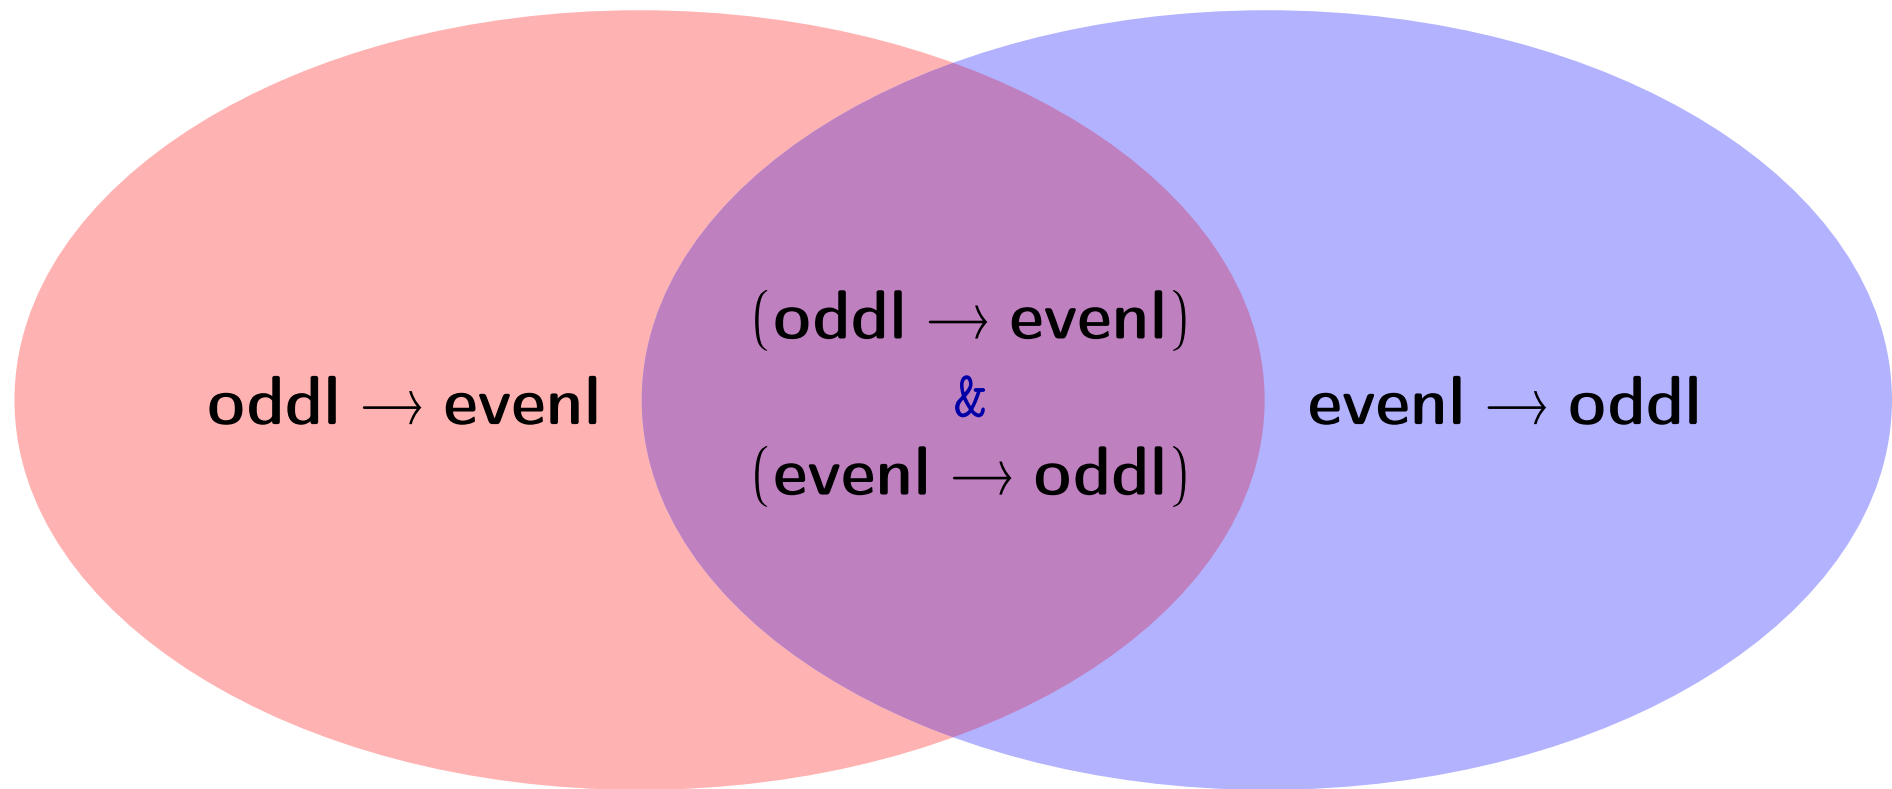 oddl → evenl
(oddl → evenl)
&
(evenl → oddl)
evenl → oddl